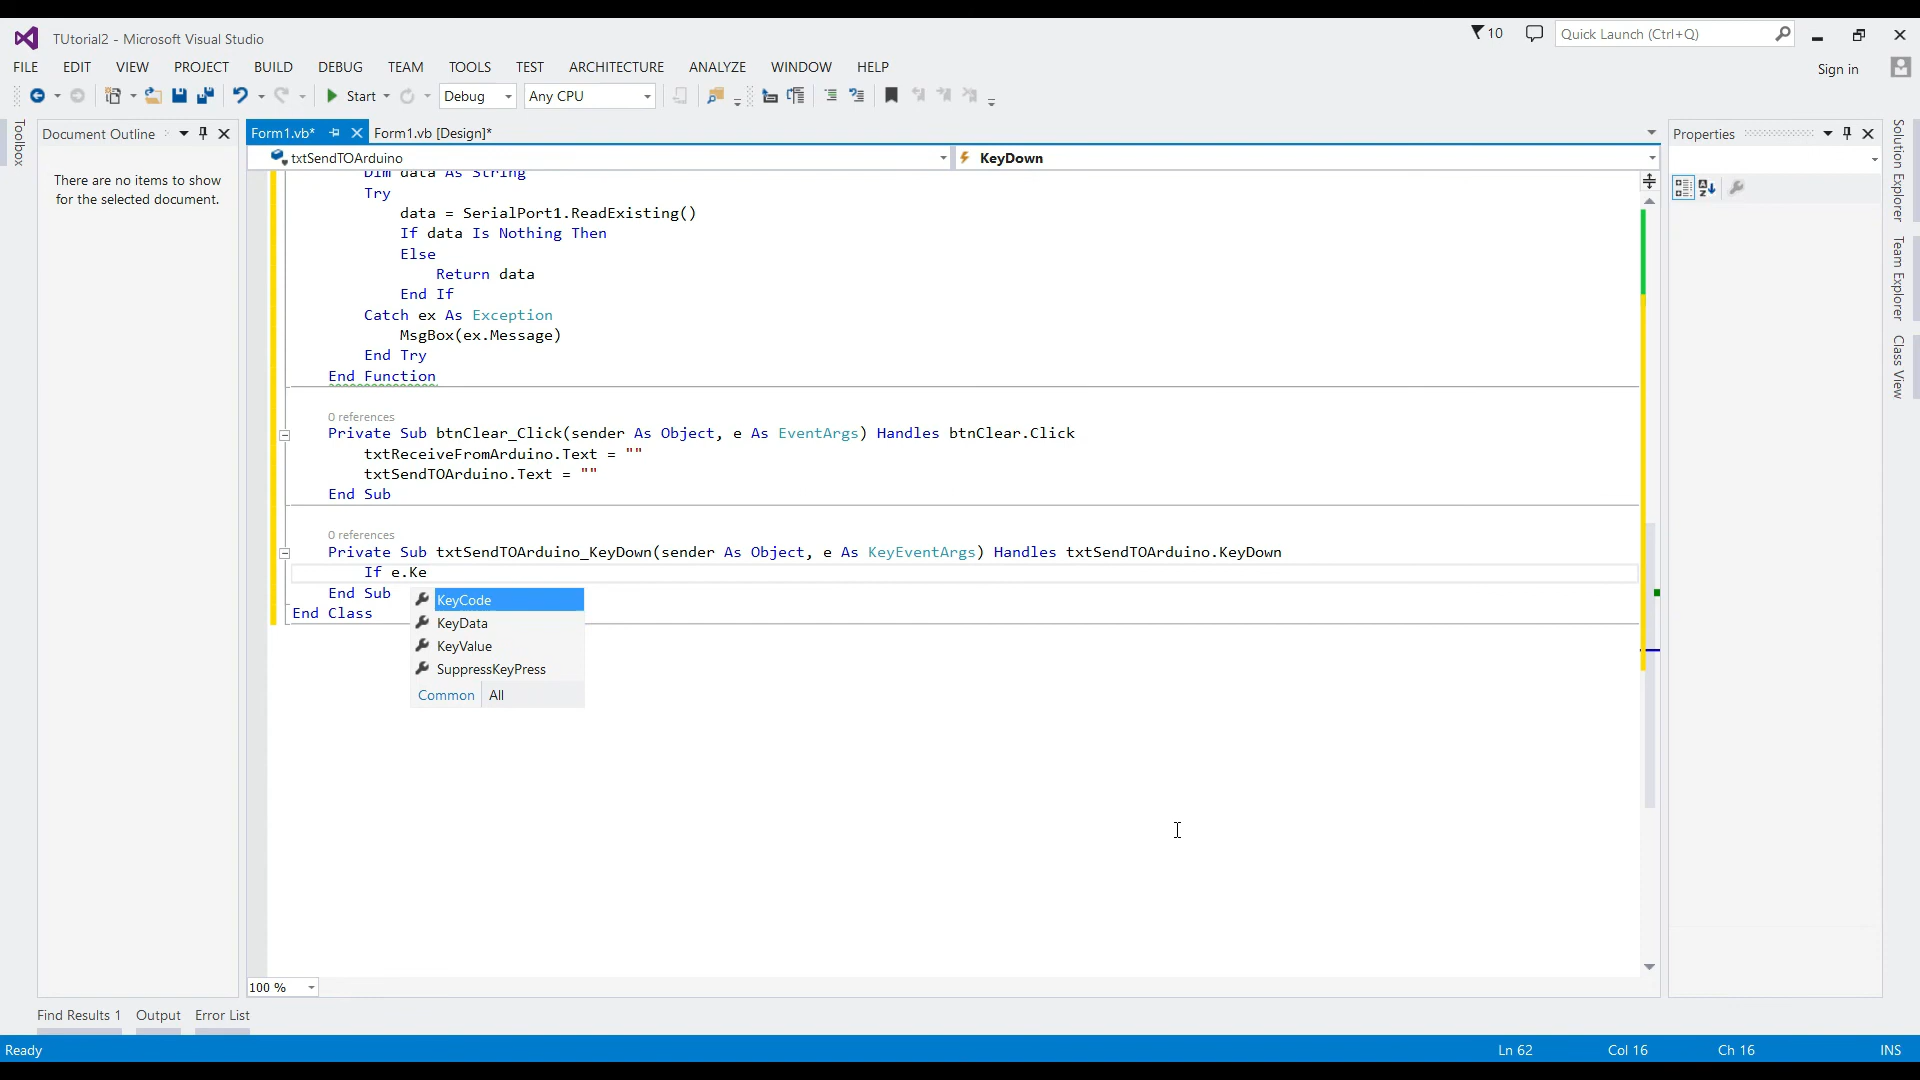 TUtorial2 - Microsoft Visual Studio
10
Quick Launch (Ctrl+Q)
FILE EDIT VIEW PROJECT BUILD DEBUG TEAM TOOLS TEST ARCHITECTURE ANALYZE WINDOW HELP
Sign in
Start Debug Any CPU
Toolbox
Document Outline
There are no items to show
for the selected document.
Form1.vb* Form1.vb [Design]*
txtSendTOArduino KeyDown
Dim data As String
Try
data = SerialPort1.ReadExisting()
If data Is Nothing Then
Else
Return data
End If
Catch ex As Exception
MsgBox(ex.Message)
End Try
End Function
0 references
Private Sub btnClear_Click(sender As Object, e As EventArgs) Handles btnClear.Click
txtReceiveFromArduino.Text = ""
txtSendTOArduino.Text = ""
End Sub
0 references
Private Sub txtSendTOArduino_KeyDown(sender As Object, e As KeyEventArgs) Handles txtSendTOArduino.KeyDown
If e.Ke
End Sub
End Class
KeyCode
KeyData
KeyValue
SuppressKeyPress
Common All
Properties
Solution Explorer
Team Explorer
Class View
100 %
Find Results 1 Output Error List
Ready Ln 62 Col 16 Ch 16 INS